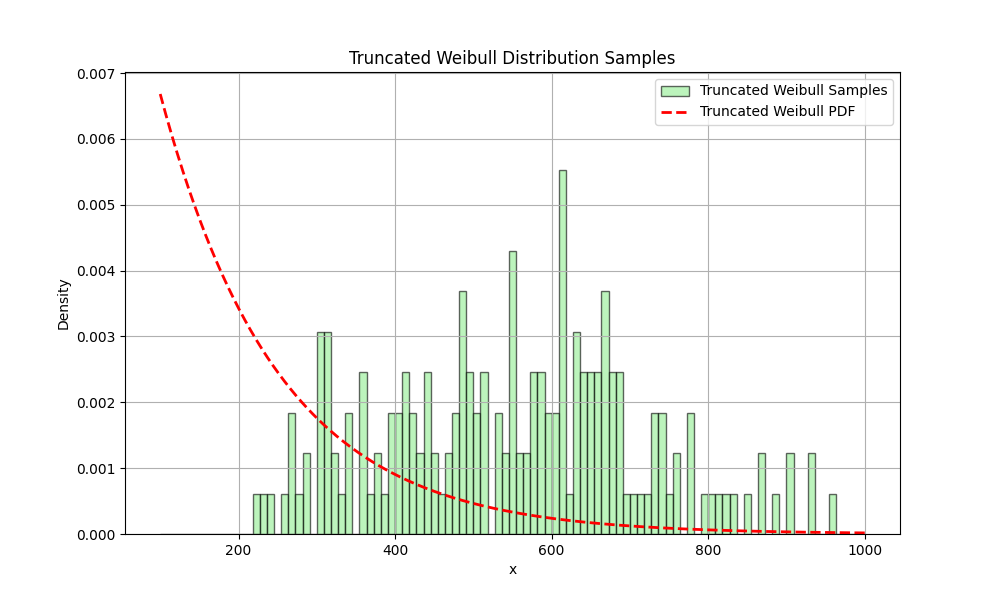 Truncated Weibull Distribution Samples
0.007
0.006
0.005
0.004
0.003
0.002
0.001
0.000
Density
Truncated Weibull Samples
Truncated Weibull PDF
200
400
600
800
1000
x